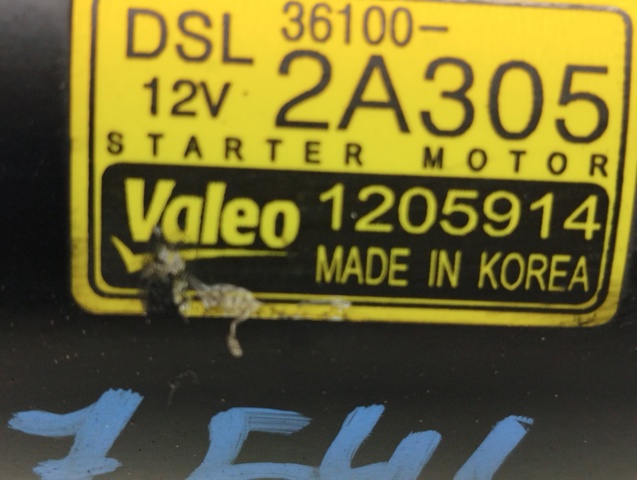 DSL 36100-
12V 2A305
STARTER MOTOR
Valeo 1205914
MADE IN KOREA